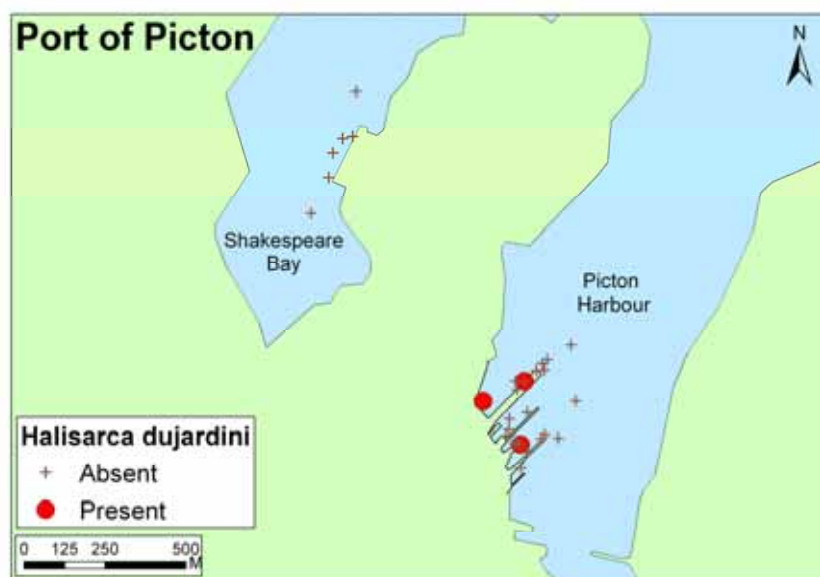 Port of Picton
N
Shakespeare
Bay
Picton
Harbour
Halisarca dujardini
Absent
Present
0 125 250 500
M